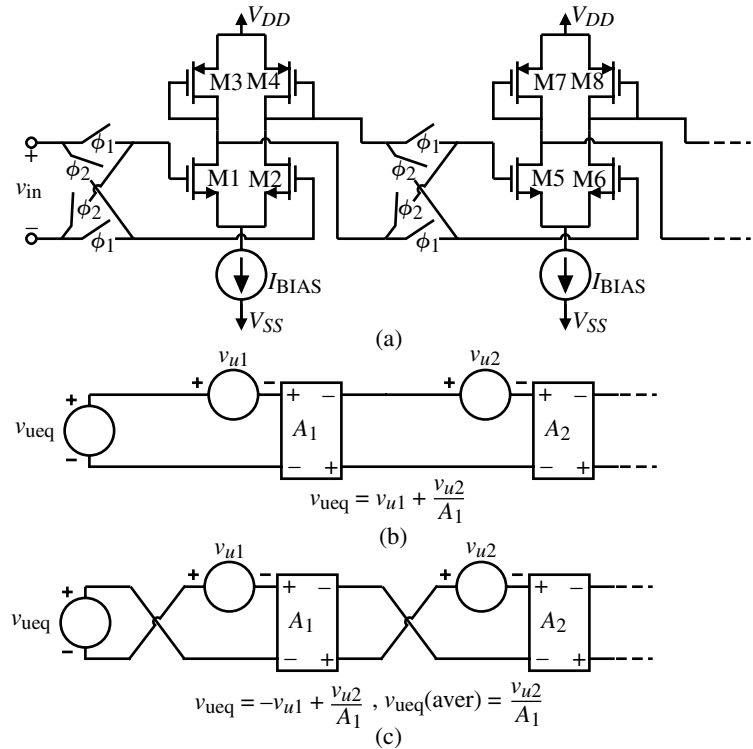 V_DD V_DD
M3 M4 M7 M8
+ ϕ1 ϕ1
ϕ2 M1 M2 ϕ2 M5 M6
v_in
ϕ2 ϕ2
− ϕ1 ϕ1
I_BIAS I_BIAS
V_SS V_SS
(a)
v_u1 v_u2
+ − + −
+ + − + −
v_ueq A_1 A_2
− − + − +
v_ueq = v_u1 + v_u2/A_1
(b)
v_u1 v_u2
+ − + −
+ + − + −
v_ueq A_1 A_2
− − + − +
v_ueq = −v_u1 + v_u2/A_1 , v_ueq(aver) = v_u2/A_1
(c)